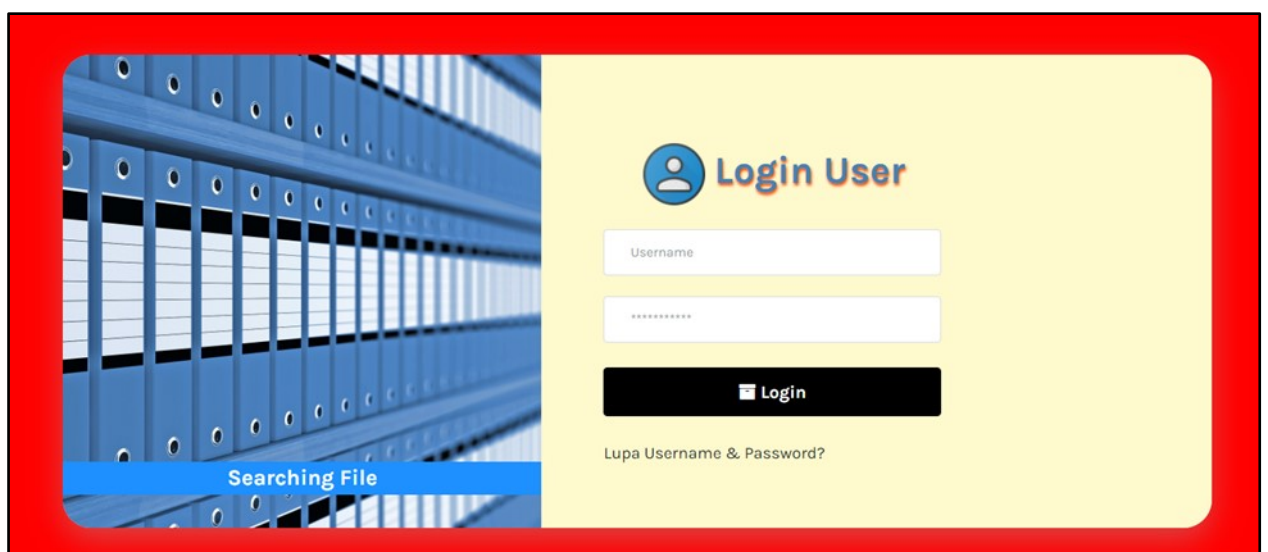 Login User
Username
***********
Login
Lupa Username & Password?
Searching File